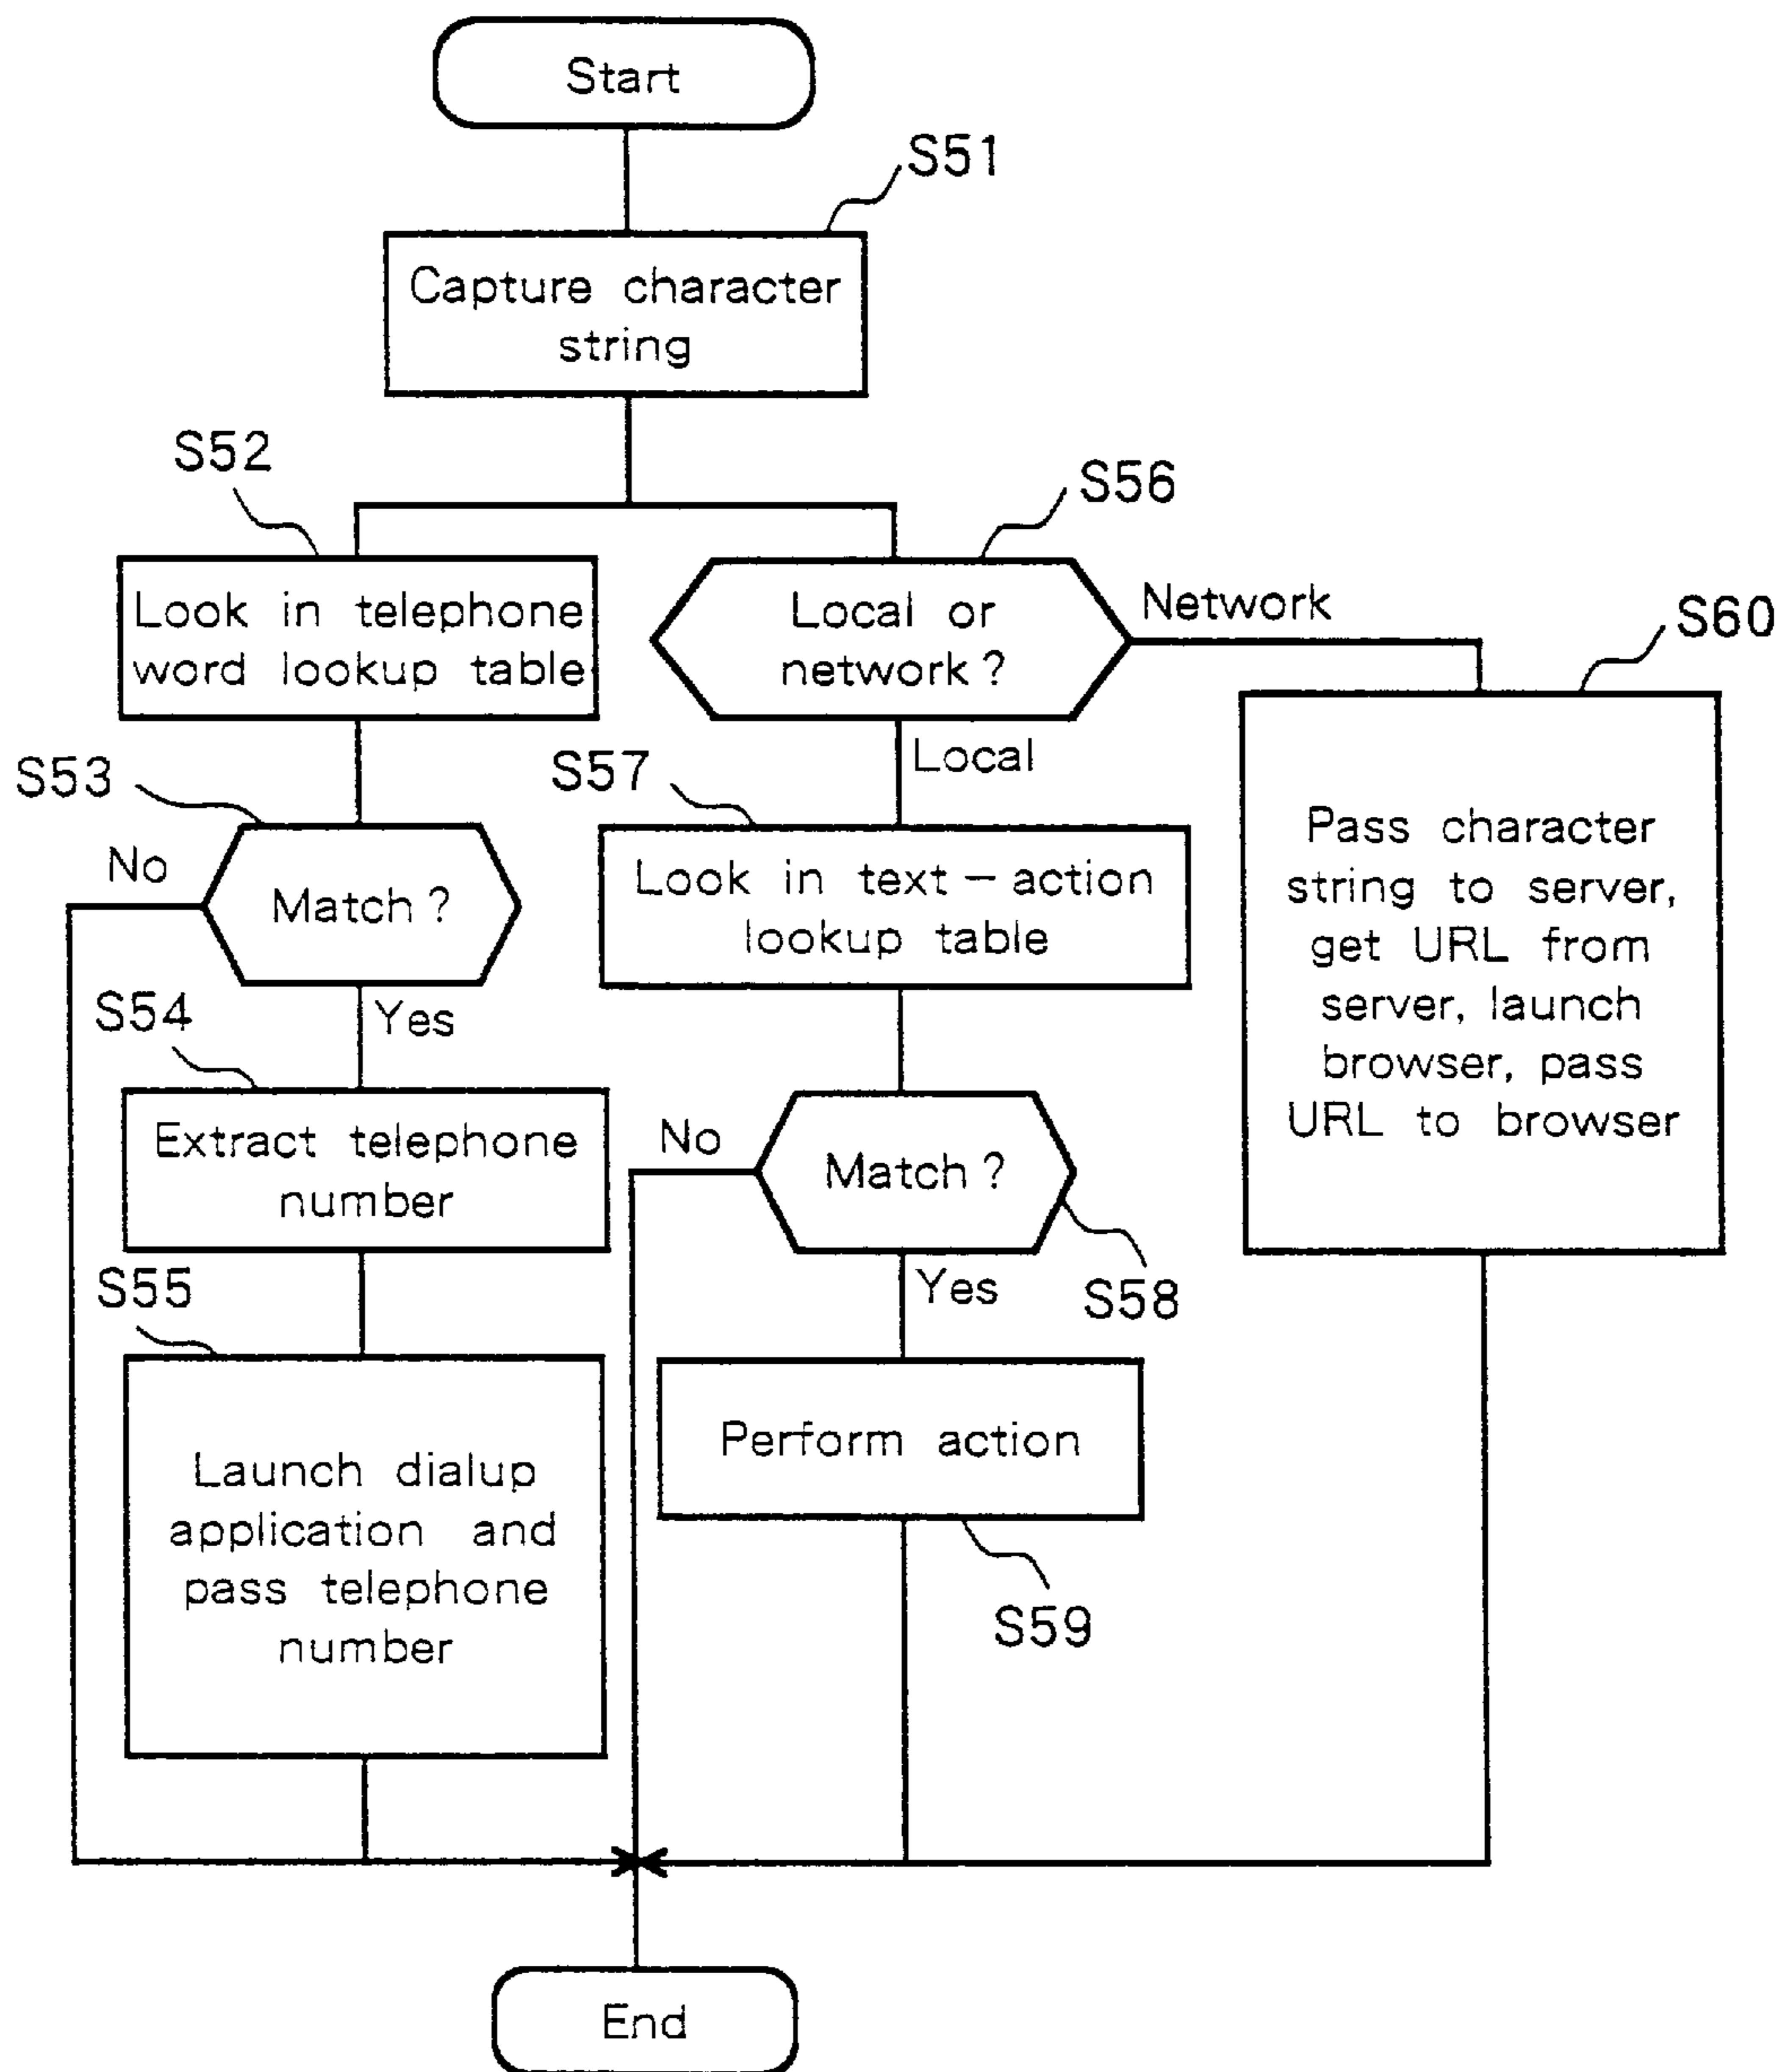 Start
S51
Capture character
string
S52
S56
Look in telephone
word lookup table
Local or
network?
Network
S60
Local
S53
S57
No
Match?
Look in text-action
lookup table
Pass character
string to server,
get URL from
server, launch
browser, pass
URL to browser
S54
Yes
Extract telephone
number
No
Match?
S58
S55
Yes
Launch dialup
application and
pass telephone
number
Perform action
S59
End